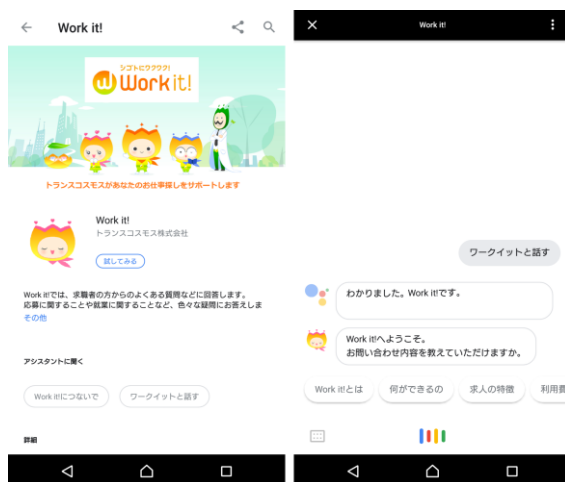 Work it!
シゴトにワクワク!
Work it!
トランスコスモスがあなたのお仕事探しをサポートします
Work it!
トランスコスモス株式会社
試してみる
Work it!では、求職者の方からのよくある質問などに回答します。
応募に関することや就業に関することなど、色々な疑問にお答えしま
その他
アシスタントに聞く
Work it!につないで
ワークイットと話す
詳細
Work it!
ワークイットと話す
わかりました。Work it!です。
Work it!へようこそ。
お問い合わせ内容を教えていただけますか。
Work it!とは
何ができるの
求人の特徴
利用費